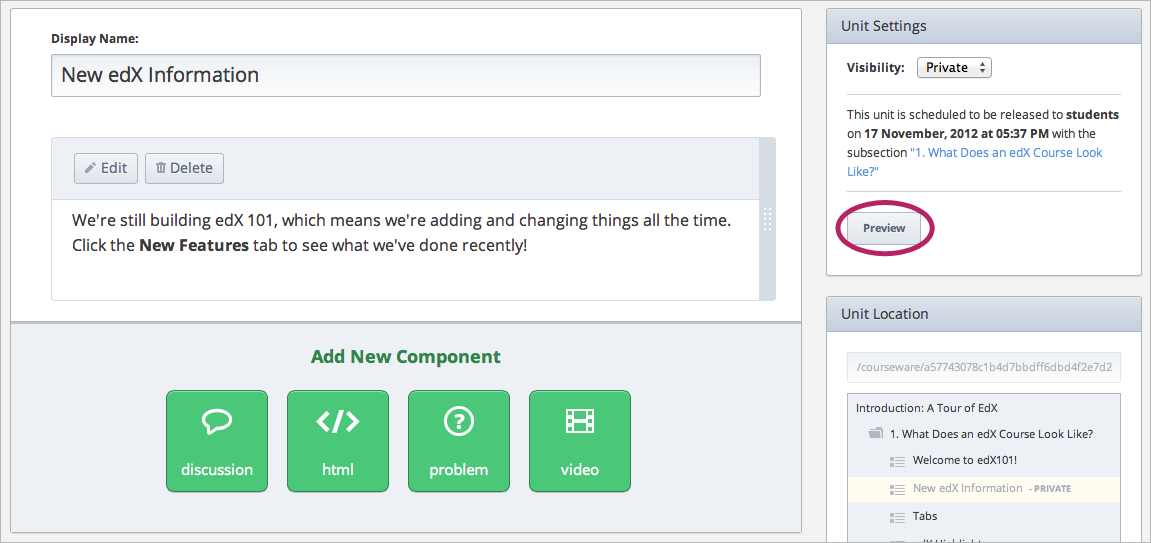 Display Name:
New edX Information
Edit
Delete
We're still building edX 101, which means we're adding and changing things all the time.
Click the New Features tab to see what we've done recently!
Add New Component
discussion
html
problem
video
Unit Settings
Visibility: Private
This unit is scheduled to be released to students
on 17 November, 2012 at 05:37 PM with the
subsection "1. What Does an edX Course Look
Like?"
Preview
Unit Location
/courseware/a57743078c1b4d7bbdff6dbd4f2e7d2
Introduction: A Tour of EdX
1. What Does an edX Course Look Like?
Welcome to edX101!
New edX Information - PRIVATE
Tabs